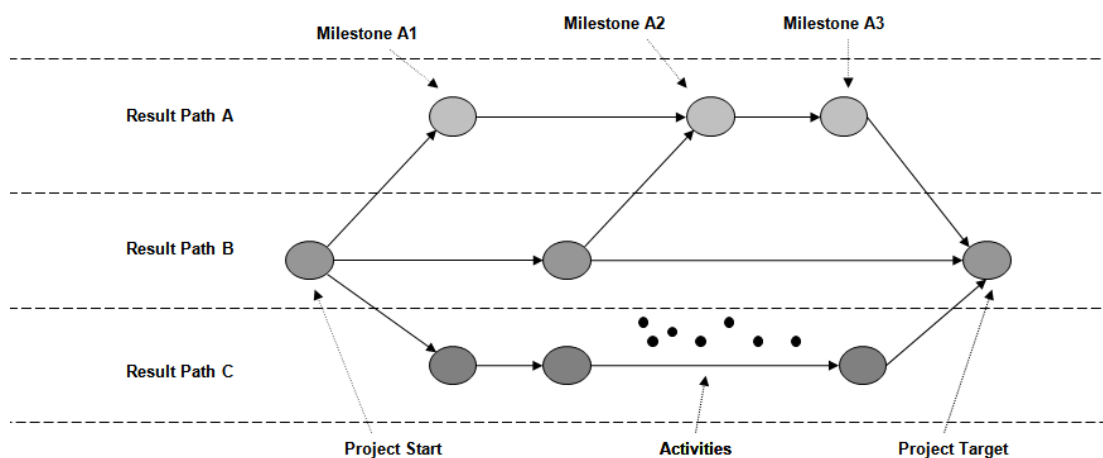 Milestone A1
Milestone A2
Milestone A3
Result Path A
Result Path B
Result Path C
Project Start
Activities
Project Target